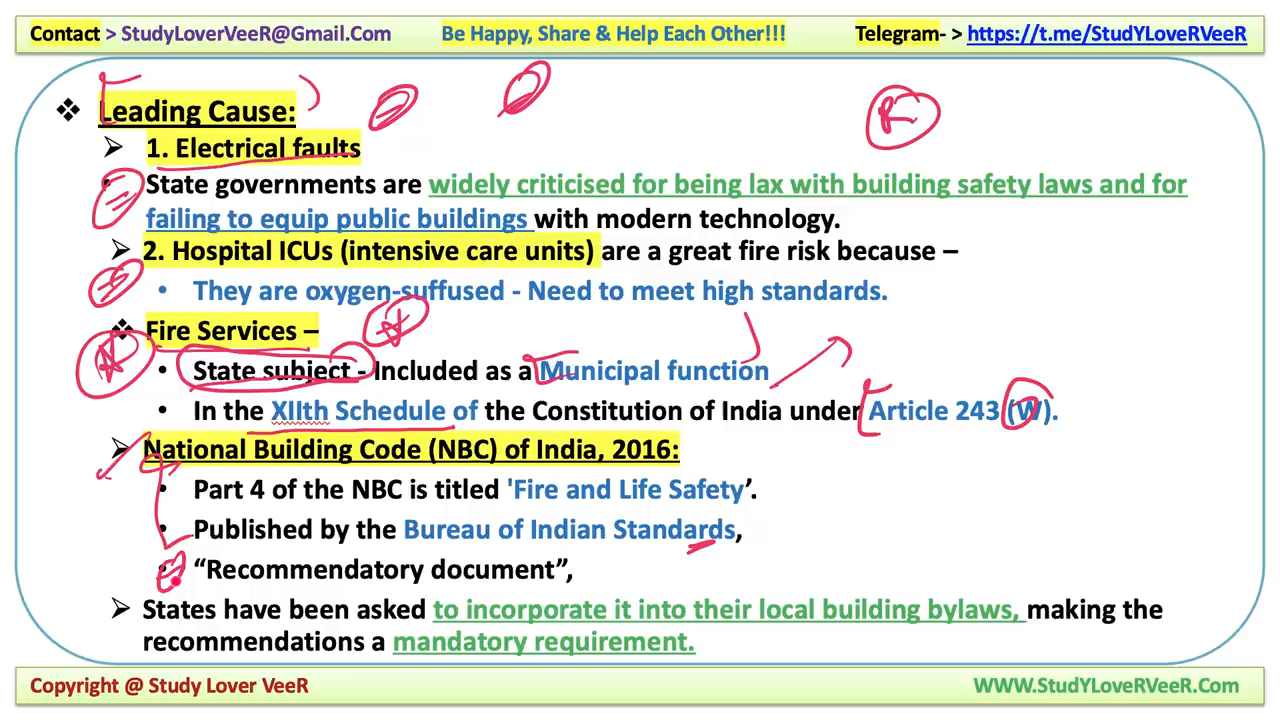 Contact > StudyLoverVeeR@Gmail.Com Be Happy, Share & Help Each Other!!! Telegram- > https://t.me/StudYLoveRVeeR
❖ Leading Cause:
➢ 1. Electrical faults
• State governments are widely criticised for being lax with building safety laws and for
failing to equip public buildings with modern technology.
➢ 2. Hospital ICUs (intensive care units) are a great fire risk because –
• They are oxygen-suffused - Need to meet high standards.
❖ Fire Services –
• State subject - Included as a Municipal function
• In the XIIth Schedule of the Constitution of India under Article 243 (W).
➢ National Building Code (NBC) of India, 2016:
• Part 4 of the NBC is titled 'Fire and Life Safety’.
• Published by the Bureau of Indian Standards,
• “Recommendatory document”,
➢ States have been asked to incorporate it into their local building bylaws, making the
recommendations a mandatory requirement.
R
Copyright @ Study Lover VeeR WWW.StudYLoveRVeeR.Com